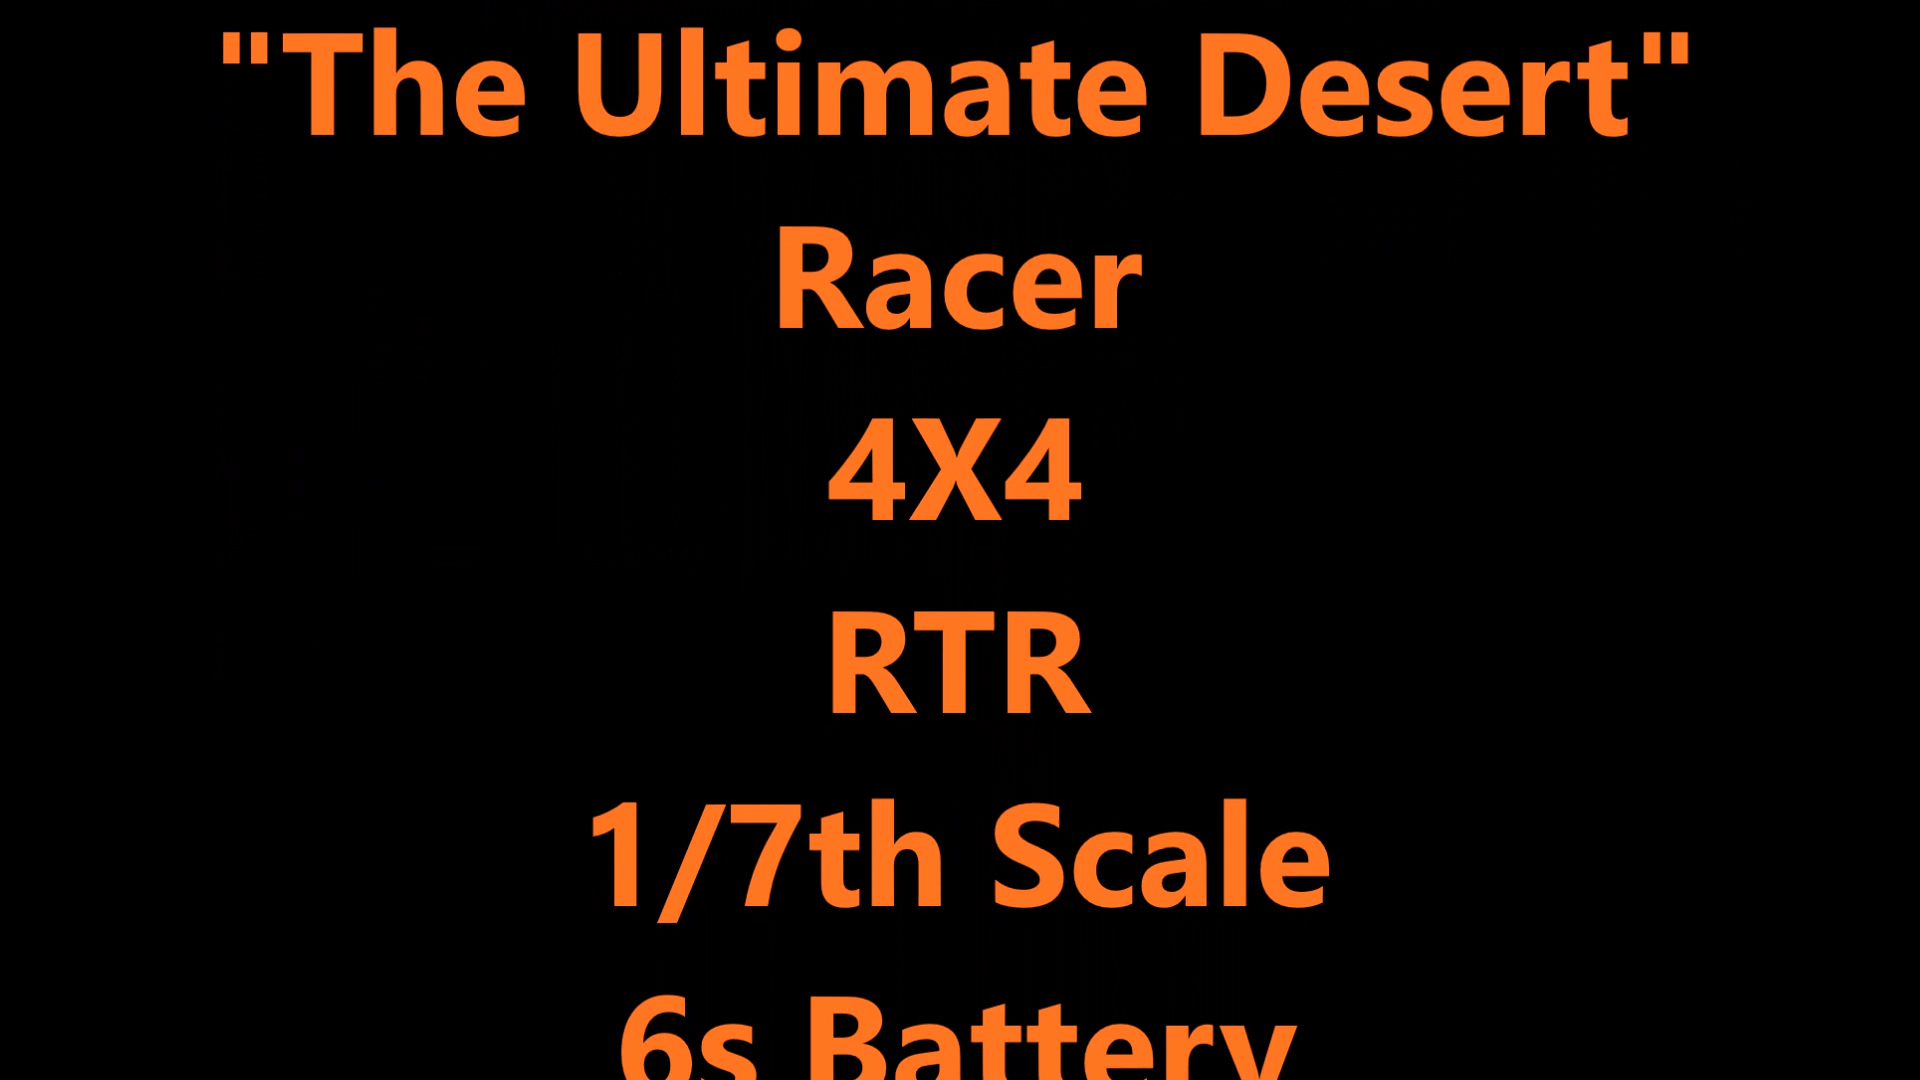 "The Ultimate Desert"
Racer
4X4
RTR
1/7th Scale
6s Battery